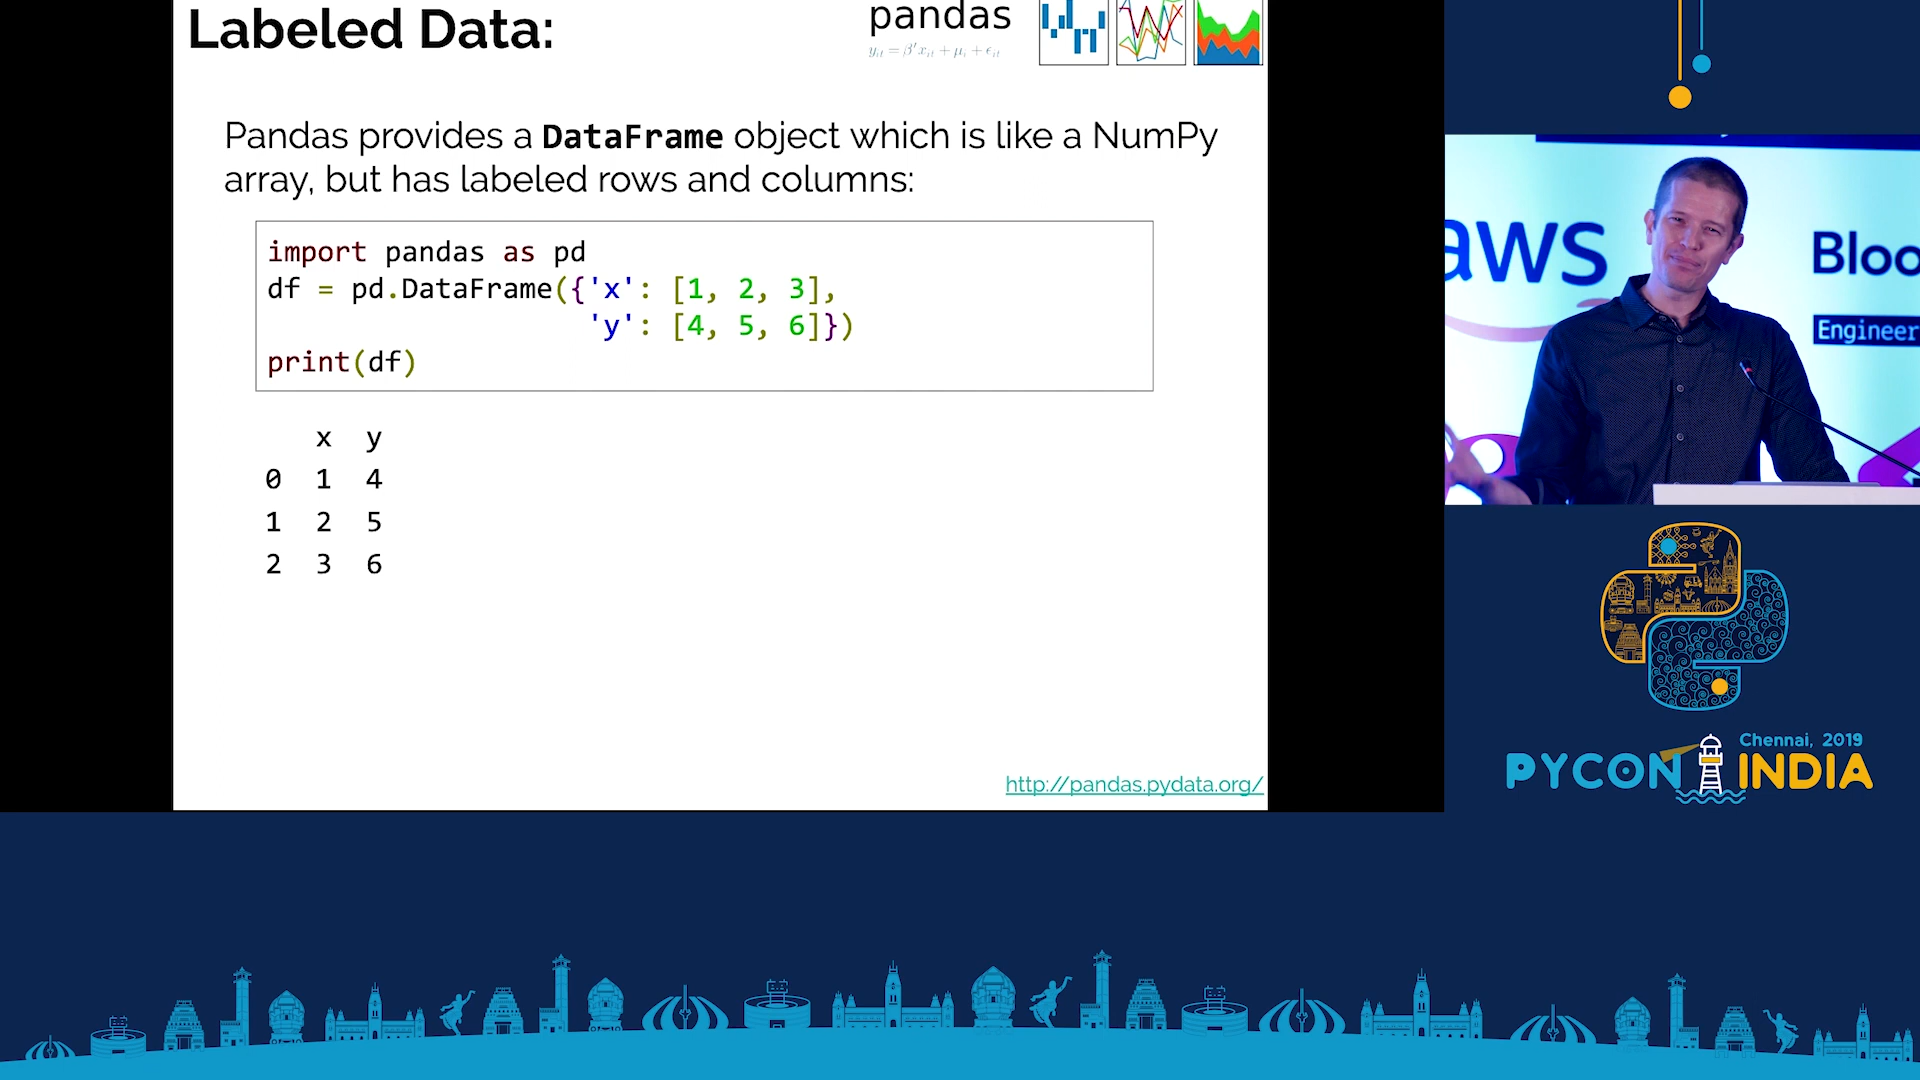 Labeled Data:
pandas
Pandas provides a DataFrame object which is like a NumPy
array, but has labeled rows and columns:
import pandas as pd
df = pd.DataFrame({'x': [1, 2, 3],
'y': [4, 5, 6]})
print(df)
x y
0 1 4
1 2 5
2 3 6
http://pandas.pydata.org/
aws
Bloo
Engineer
Chennai, 2019
PYCON INDIA